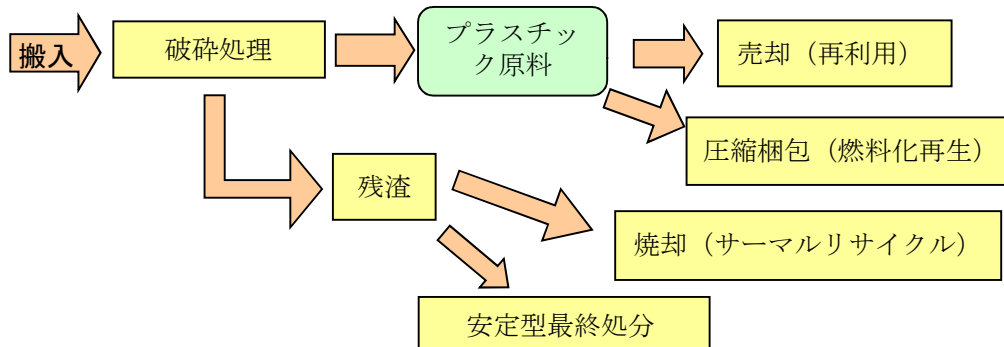 搬入
破砕処理
プラスチッ
ク原料
売却（再利用）
圧縮梱包（燃料化再生）
残渣
焼却（サーマルリサイクル）
安定型最終処分